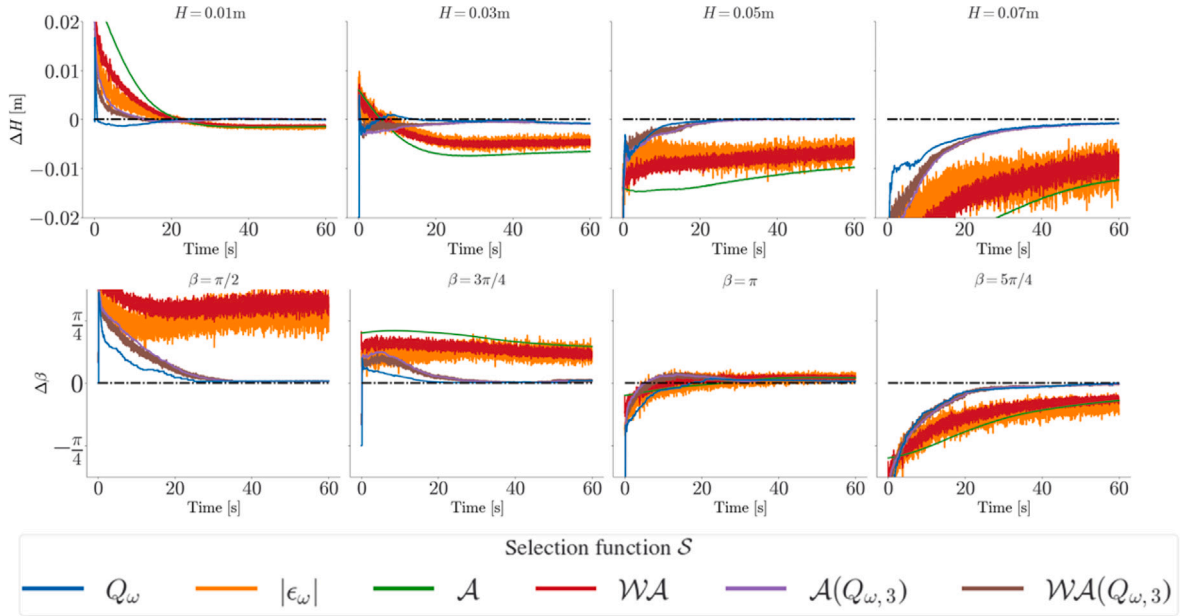 H = 0.01m H = 0.03m H = 0.05m H = 0.07m
0.02
0.01
0
−0.01
−0.02
ΔH [m]
0 20 40 60 0 20 40 60 0 20 40 60 0 20 40 60
Time [s] Time [s] Time [s] Time [s]
β = π/2 β = 3π/4 β = π β = 5π/4
π/4
0
−π/4
Δβ
0 20 40 60 0 20 40 60 0 20 40 60 0 20 40 60
Time [s] Time [s] Time [s] Time [s]
Selection function 𝒮
Q_ω |ϵ_ω| 𝒜 𝒲𝒜 𝒜(Q_ω, 3) 𝒲𝒜(Q_ω, 3)